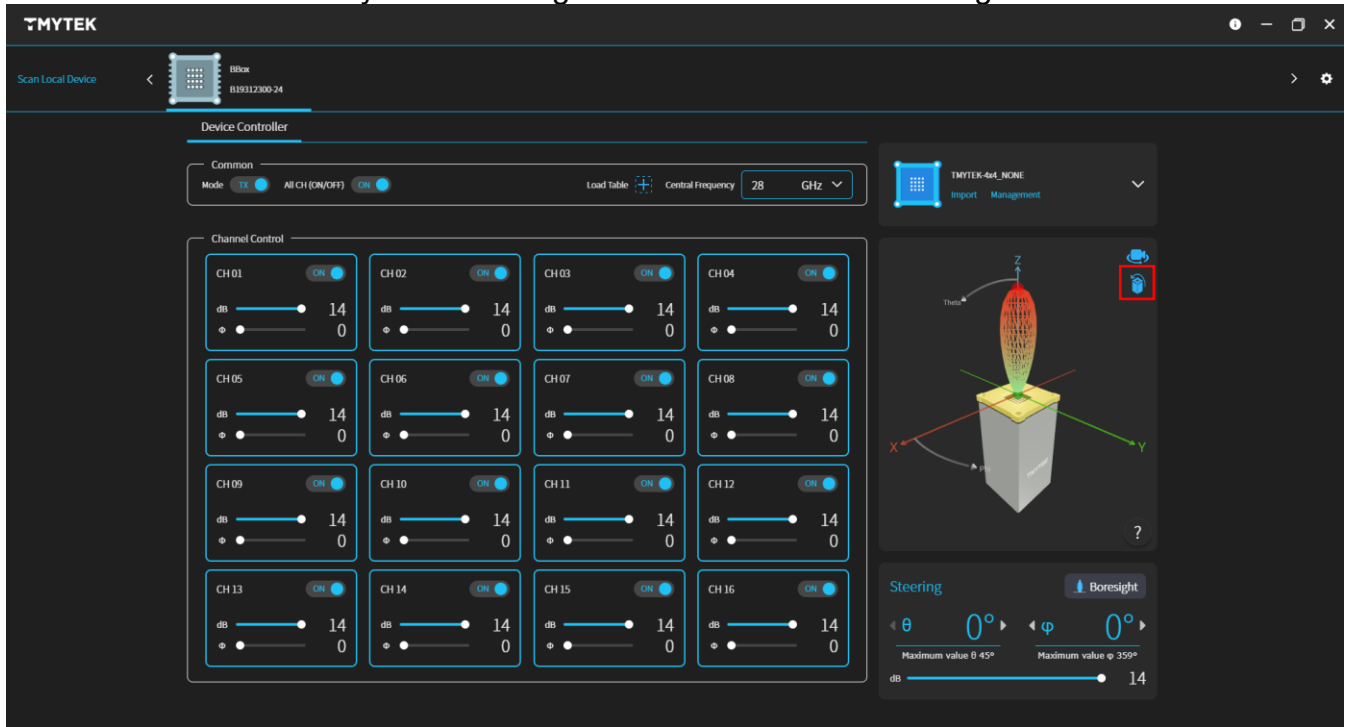 TMYTEK
Scan Local Device
BBox
B19312300-24
Device Controller
Common
Mode TX All CH (ON/OFF) ON Load Table Central Frequency 28 GHz
Channel Control
CH 01 ON CH 02 ON CH 03 ON CH 04 ON
dB 14 dB 14 dB 14 dB 14
Φ 0 Φ 0 Φ 0 Φ 0
CH 05 ON CH 06 ON CH 07 ON CH 08 ON
dB 14 dB 14 dB 14 dB 14
Φ 0 Φ 0 Φ 0 Φ 0
CH 09 ON CH 10 ON CH 11 ON CH 12 ON
dB 14 dB 14 dB 14 dB 14
Φ 0 Φ 0 Φ 0 Φ 0
CH 13 ON CH 14 ON CH 15 ON CH 16 ON
dB 14 dB 14 dB 14 dB 14
Φ 0 Φ 0 Φ 0 Φ 0
TMYTEK-4x4_NONE
Import Management
Z
Theta
X
Phi
Y
TMYTEK
?
Steering Boresight
θ 0° φ 0°
Maximum value θ 45° Maximum value φ 359°
dB 14